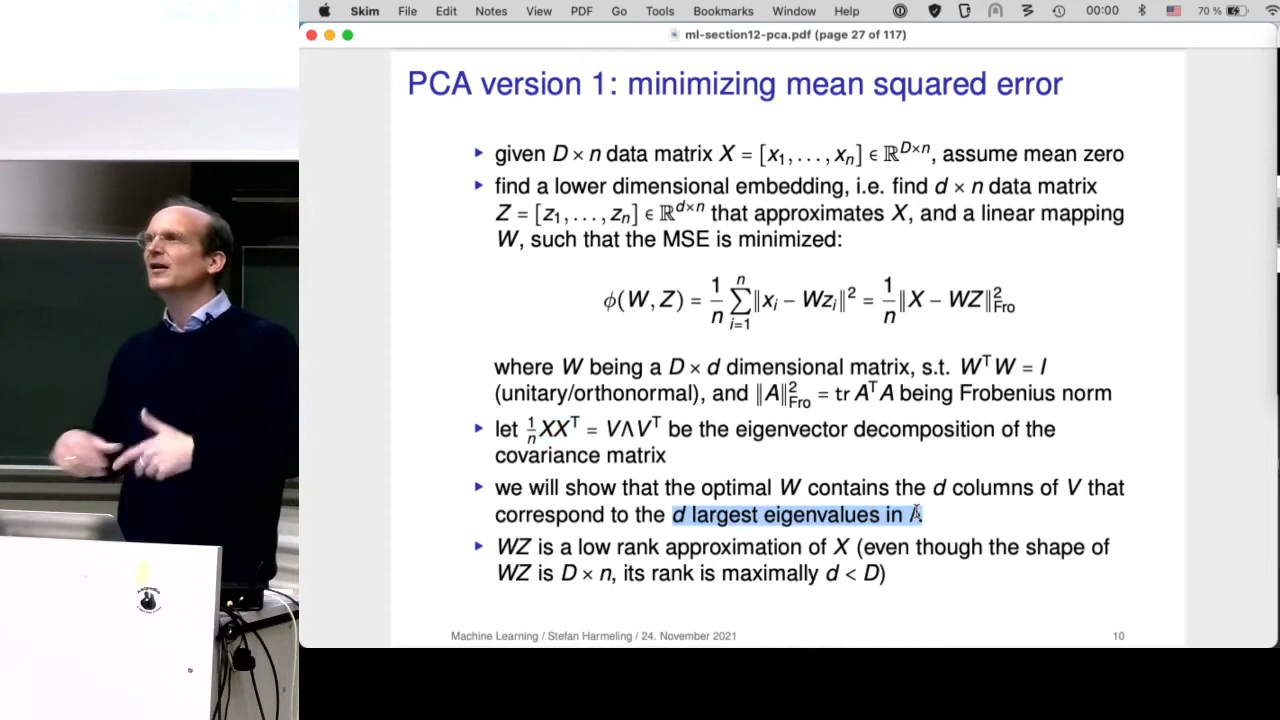 Skim File Edit Notes View PDF Go Tools Bookmarks Window Help 00:00 70 %
ml-section12-pca.pdf (page 27 of 117)
PCA version 1: minimizing mean squared error
▸ given D × n data matrix X = [x₁, . . . , xₙ] ∈ ℝ^{D×n}, assume mean zero
▸ find a lower dimensional embedding, i.e. find d × n data matrix
Z = [z₁, . . . , zₙ] ∈ ℝ^{d×n} that approximates X, and a linear mapping
W, such that the MSE is minimized:
ϕ(W, Z) = 1/n ∑_{i=1}^{n} ‖xᵢ − Wzᵢ‖² = 1/n ‖X − WZ‖²_{Fro}
where W being a D × d dimensional matrix, s.t. WᵀW = I
(unitary/orthonormal), and ‖A‖²_{Fro} = tr AᵀA being Frobenius norm
▸ let 1/n XXᵀ = VΛVᵀ be the eigenvector decomposition of the
covariance matrix
▸ we will show that the optimal W contains the d columns of V that
correspond to the d largest eigenvalues in
▸ WZ is a low rank approximation of X (even though the shape of
WZ is D × n, its rank is maximally d < D)
Machine Learning / Stefan Harmeling / 24. November 2021 10